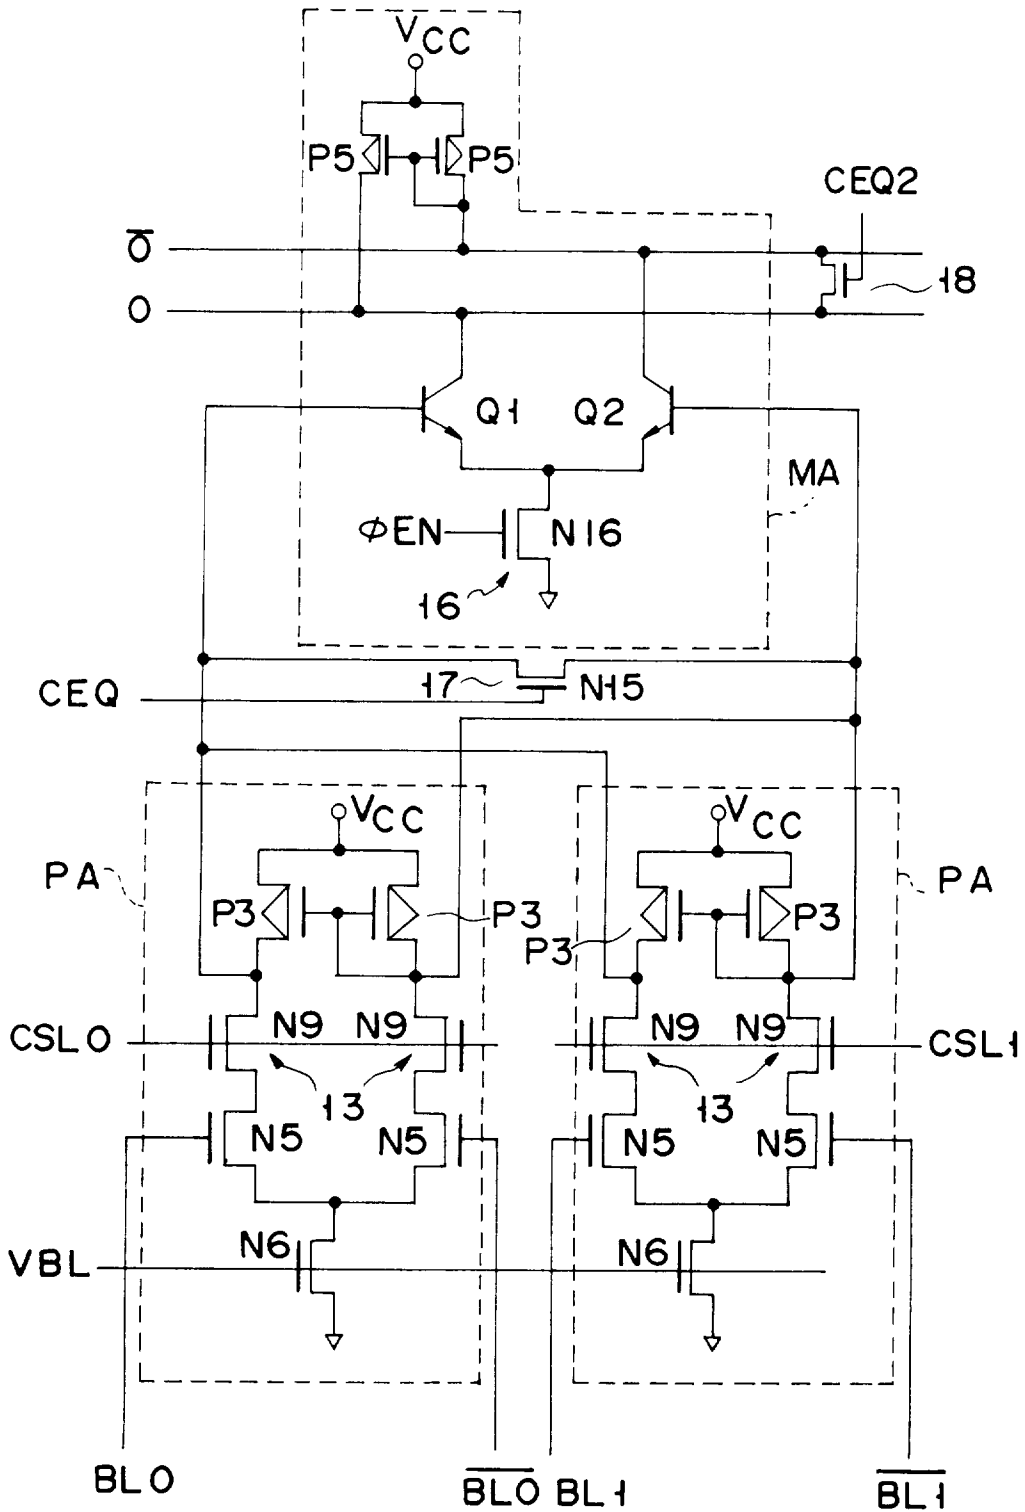 VCC
P5 P5
CEQ2
O̅
O
18
Q1 Q2
MA
ΦEN N16
16
CEQ
17 N15
VCC VCC
PA PA
P3 P3 P3 P3
CSL0 N9 N9 N9 N9 CSL1
13 13
N5 N5 N5 N5
VBL N6 N6
BL0 B̅L̅0̅ BL1 B̅L̅1̅